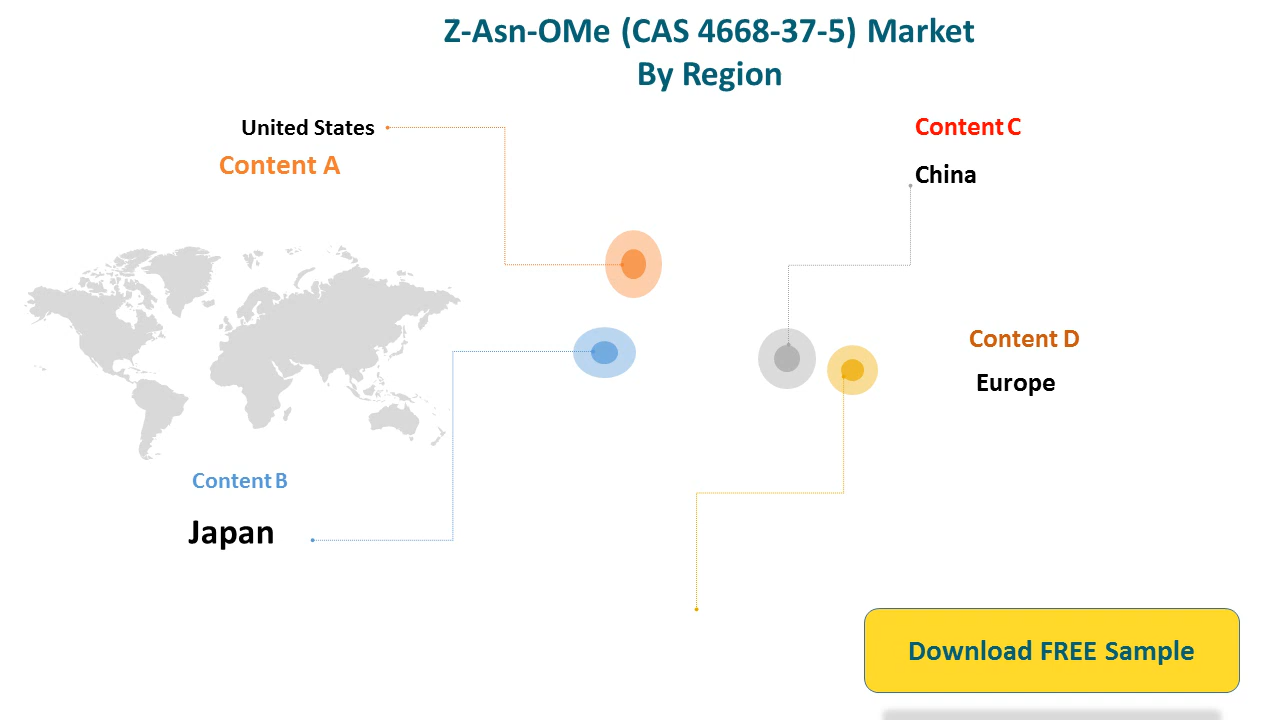 Z-Asn-OMe (CAS 4668-37-5) Market
By Region
United States
Content A
Content C
China
Content D
Europe
Content B
Japan
Download FREE Sample